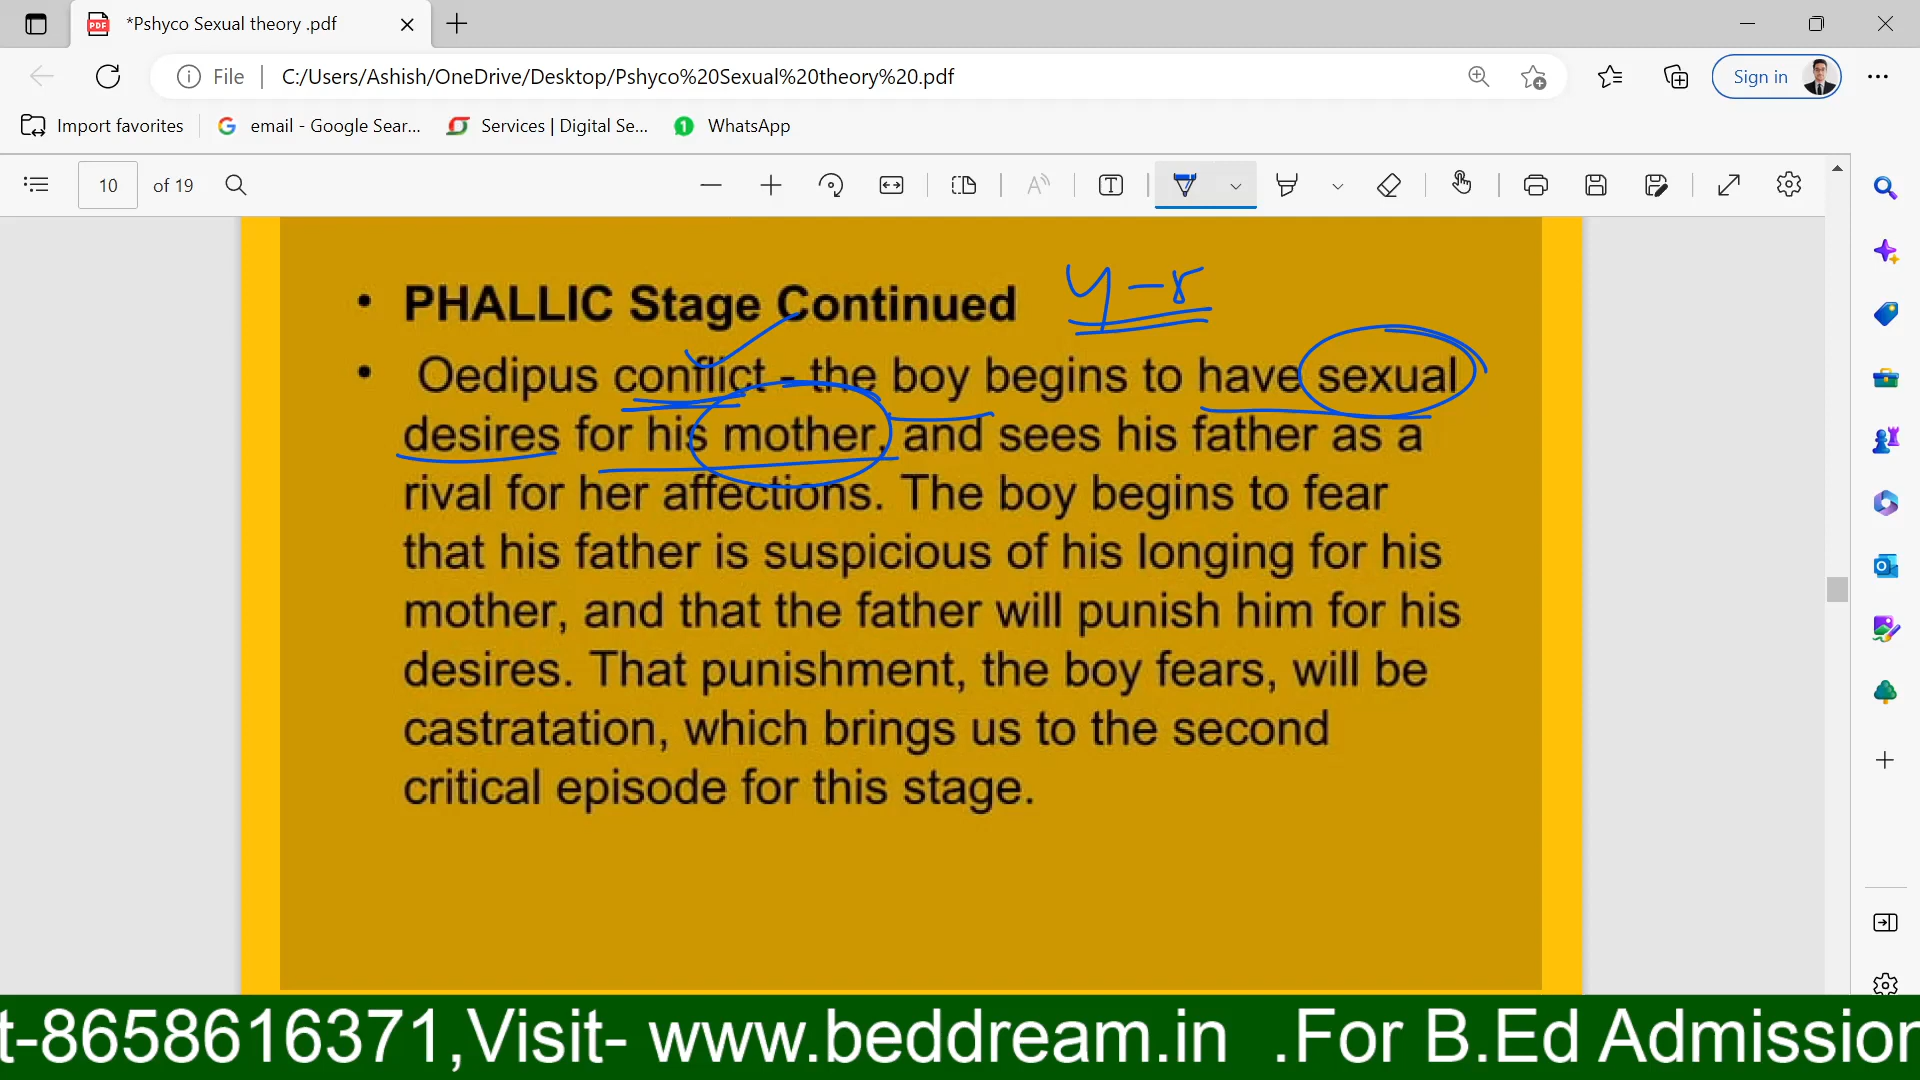 *Pshyco Sexual theory .pdf
File
C:/Users/Ashish/OneDrive/Desktop/Pshyco%20Sexual%20theory%20.pdf
Sign in
Import favorites
email - Google Sear...
Services | Digital Se...
WhatsApp
10 of 19
• PHALLIC Stage Continued
• Oedipus conflict - the boy begins to have sexual
desires for his mother, and sees his father as a
rival for her affections. The boy begins to fear
that his father is suspicious of his longing for his
mother, and that the father will punish him for his
desires. That punishment, the boy fears, will be
castratation, which brings us to the second
critical episode for this stage.
t-8658616371,Visit- www.beddream.in .For B.Ed Admission